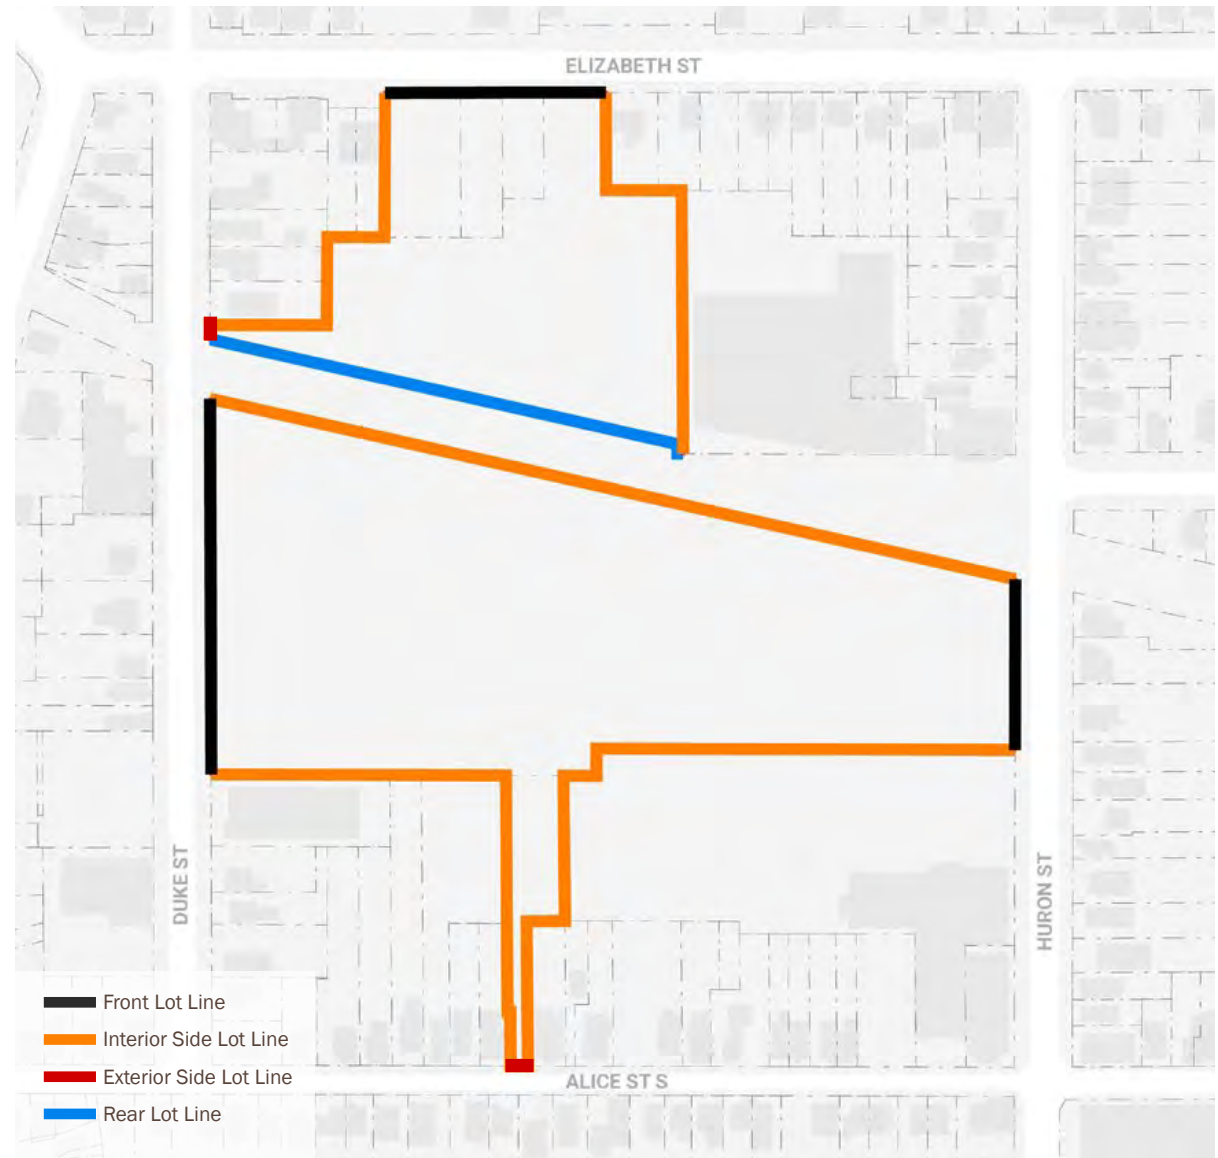 ELIZABETH ST
DUKE ST
HURON ST
Front Lot Line
Interior Side Lot Line
Exterior Side Lot Line
ALICE ST S
Rear Lot Line